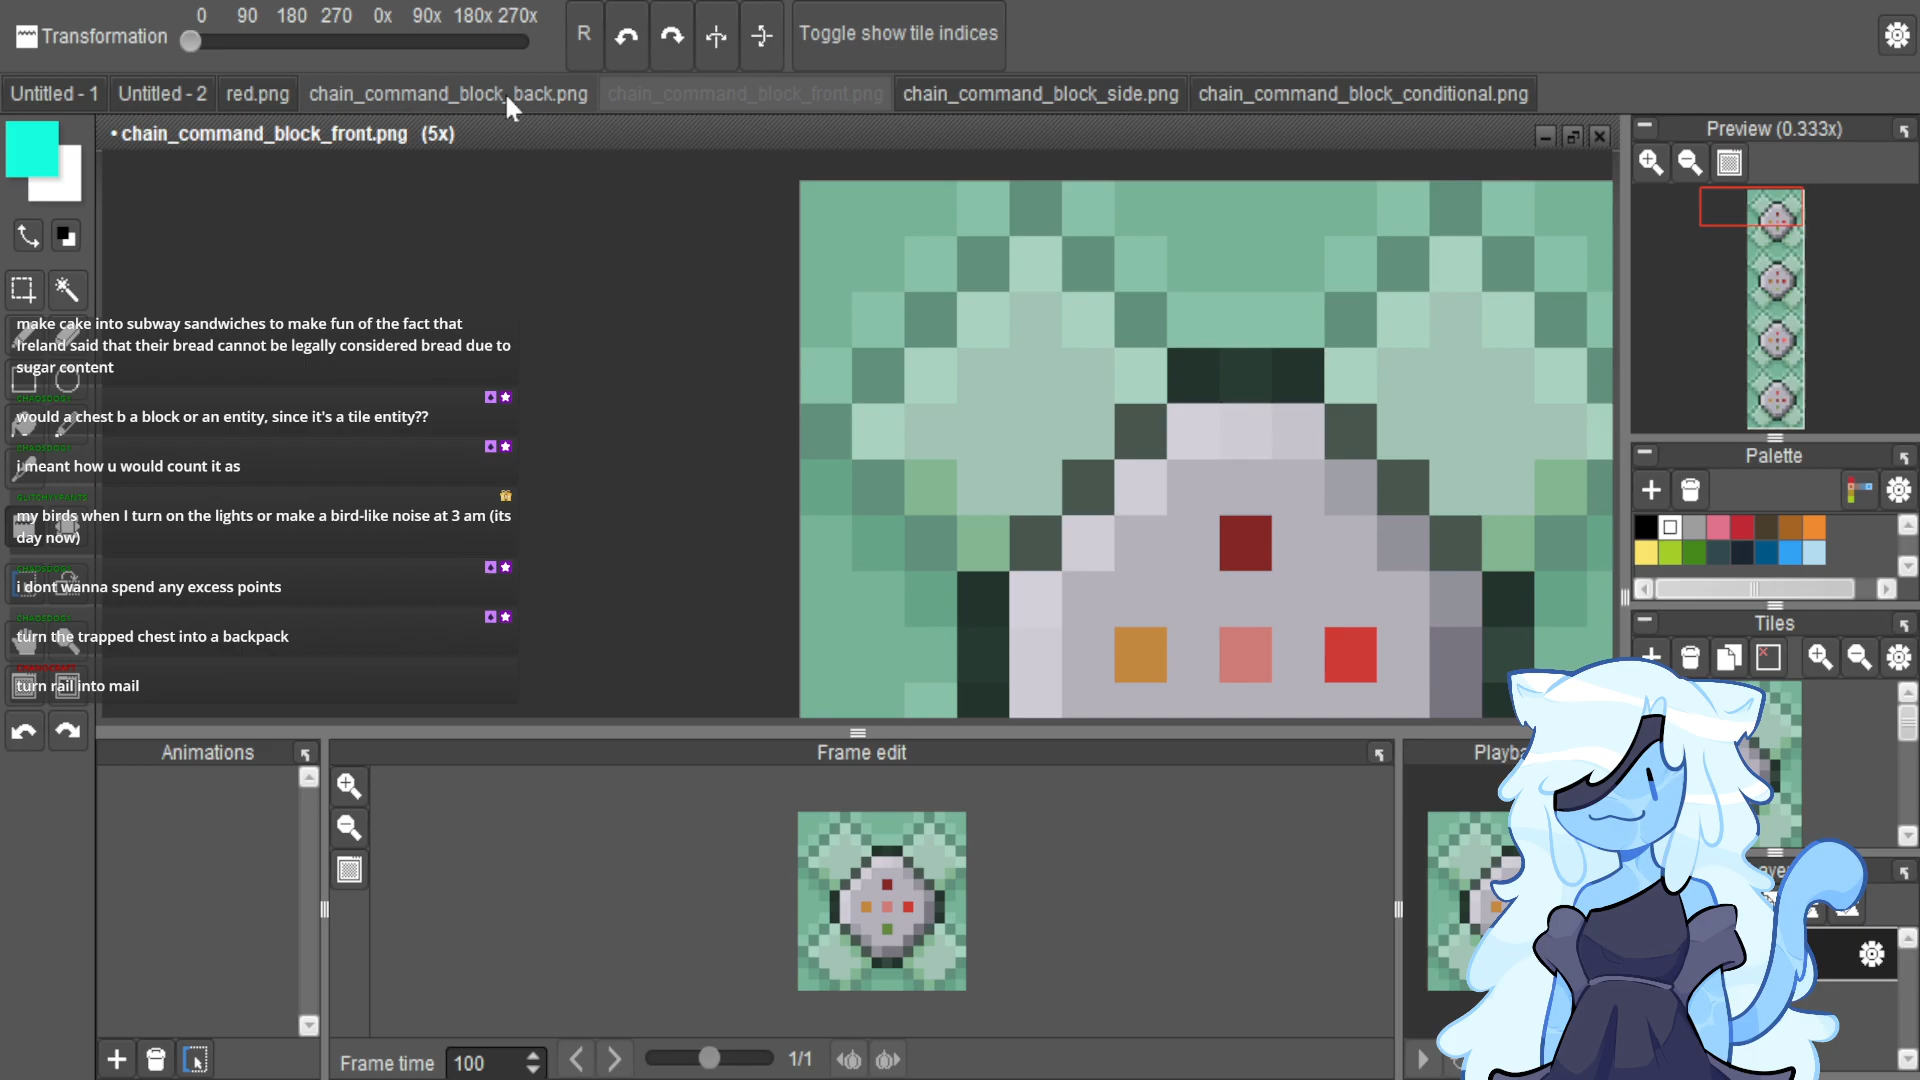 0 90 180 270 0x 90x 180x 270x
Transformation
R
Toggle show tile indices
Untitled - 1
Untitled - 2
red.png
chain_command_block_back.png
chain_command_block_front.png
chain_command_block_side.png
chain_command_block_conditional.png
• chain_command_block_front.png (5x)
Preview (0.333x)
make cake into subway sandwiches to make fun of the fact that
Ireland said that their bread cannot be legally considered bread due to
sugar content
CHAOSDOGY
would a chest b a block or an entity, since it's a tile entity??
CHAOSDOGY
i meant how u would count it as
GLITCHYPANTS
my birds when I turn on the lights or make a bird-like noise at 3 am (its
day now)
CHAOSDOGY
i dont wanna spend any excess points
CHAOSDOGY
turn the trapped chest into a backpack
turn rail into mail
Palette
Tiles
Animations
Frame edit
Frame time 100
1/1